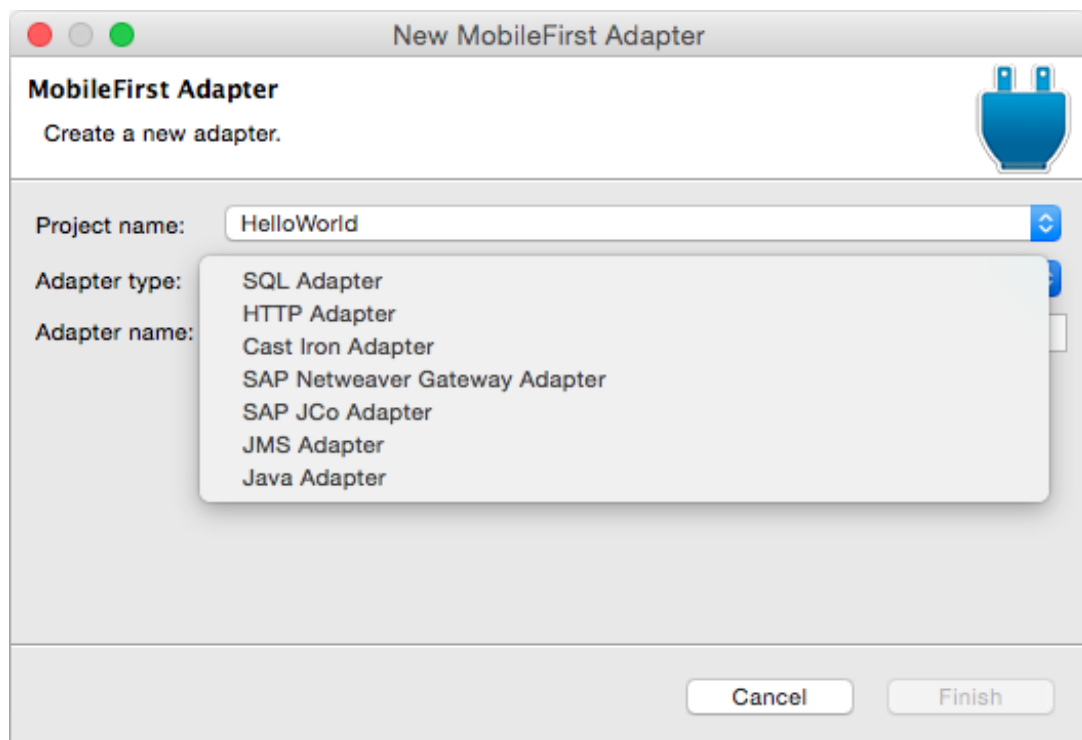 New MobileFirst Adapter
MobileFirst Adapter
Create a new adapter.
Project name: HelloWorld
Adapter type:
SQL Adapter
HTTP Adapter
Adapter name:
Cast Iron Adapter
SAP Netweaver Gateway Adapter
SAP JCo Adapter
JMS Adapter
Java Adapter
Cancel Finish